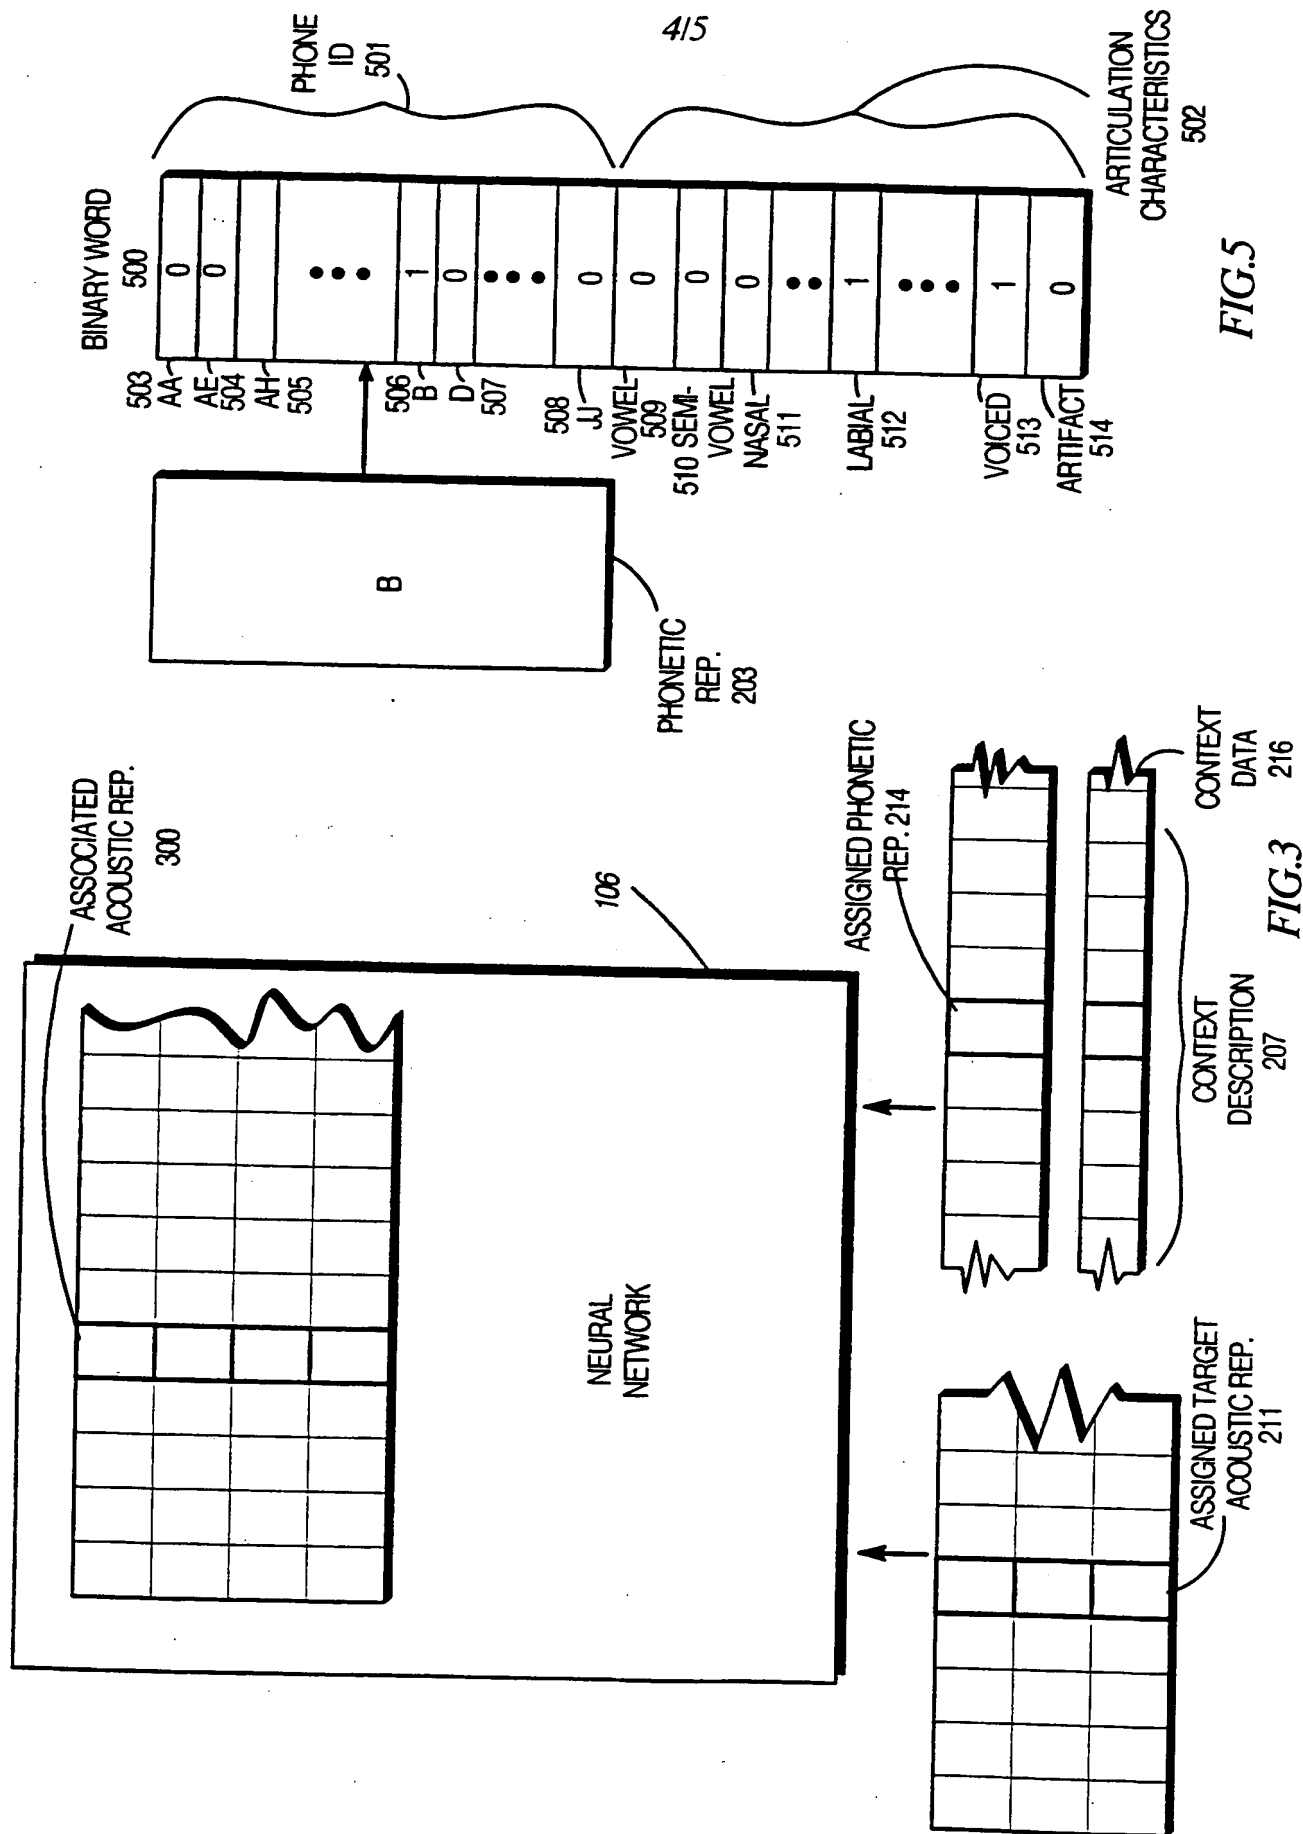 4/5
ASSOCIATED
ACOUSTIC REP.
300
106
NEURAL
NETWORK
ASSIGNED PHONETIC
REP. 214
ASSIGNED TARGET
ACOUSTIC REP.
211
CONTEXT
DESCRIPTION
207
CONTEXT
DATA
216
FIG.3
BINARY WORD
500
PHONE
ID
501
503
AA
0
AE
504
0
AH
505
•••
506
B
1
D
507
0
•••
508
JJ
0
VOWEL
509
0
510 SEMI-
VOWEL
0
NASAL
511
0
••
LABIAL
512
1
•••
VOICED
513
1
ARTIFACT
514
0
B
PHONETIC
REP.
203
ARTICULATION
CHARACTERISTICS
502
FIG.5